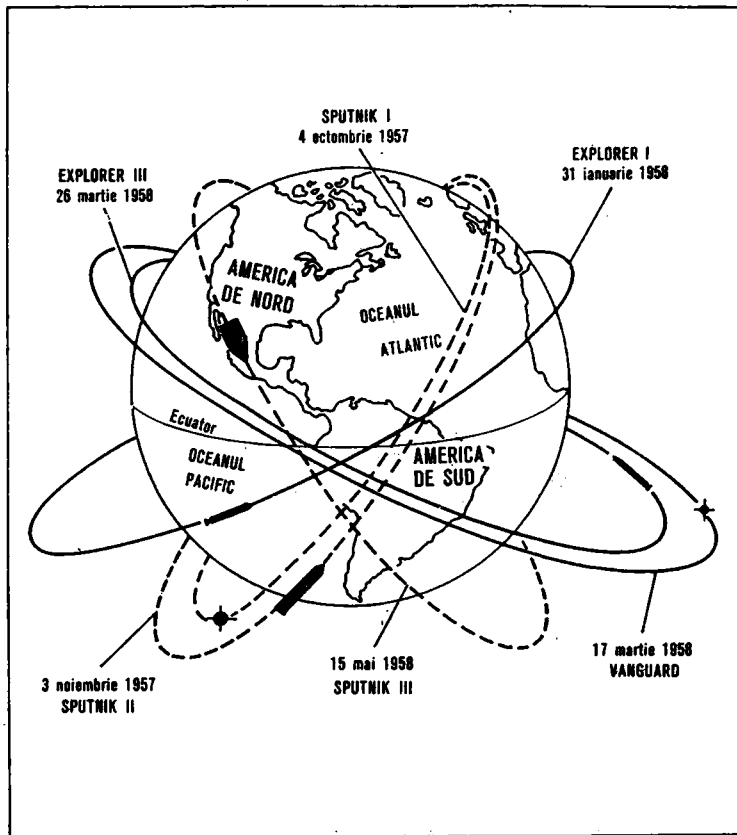 SPUTNIK I
4 octombrie 1957
EXPLORER III
26 martie 1958
EXPLORER I
31 ianuarie 1958
AMERICA
DE NORD
OCEANUL
ATLANTIC
Ecuator
OCEANUL
PACIFIC
AMERICA
DE SUD
3 noiembrie 1957
SPUTNIK II
15 mai 1958
SPUTNIK III
17 martie 1958
VANGUARD